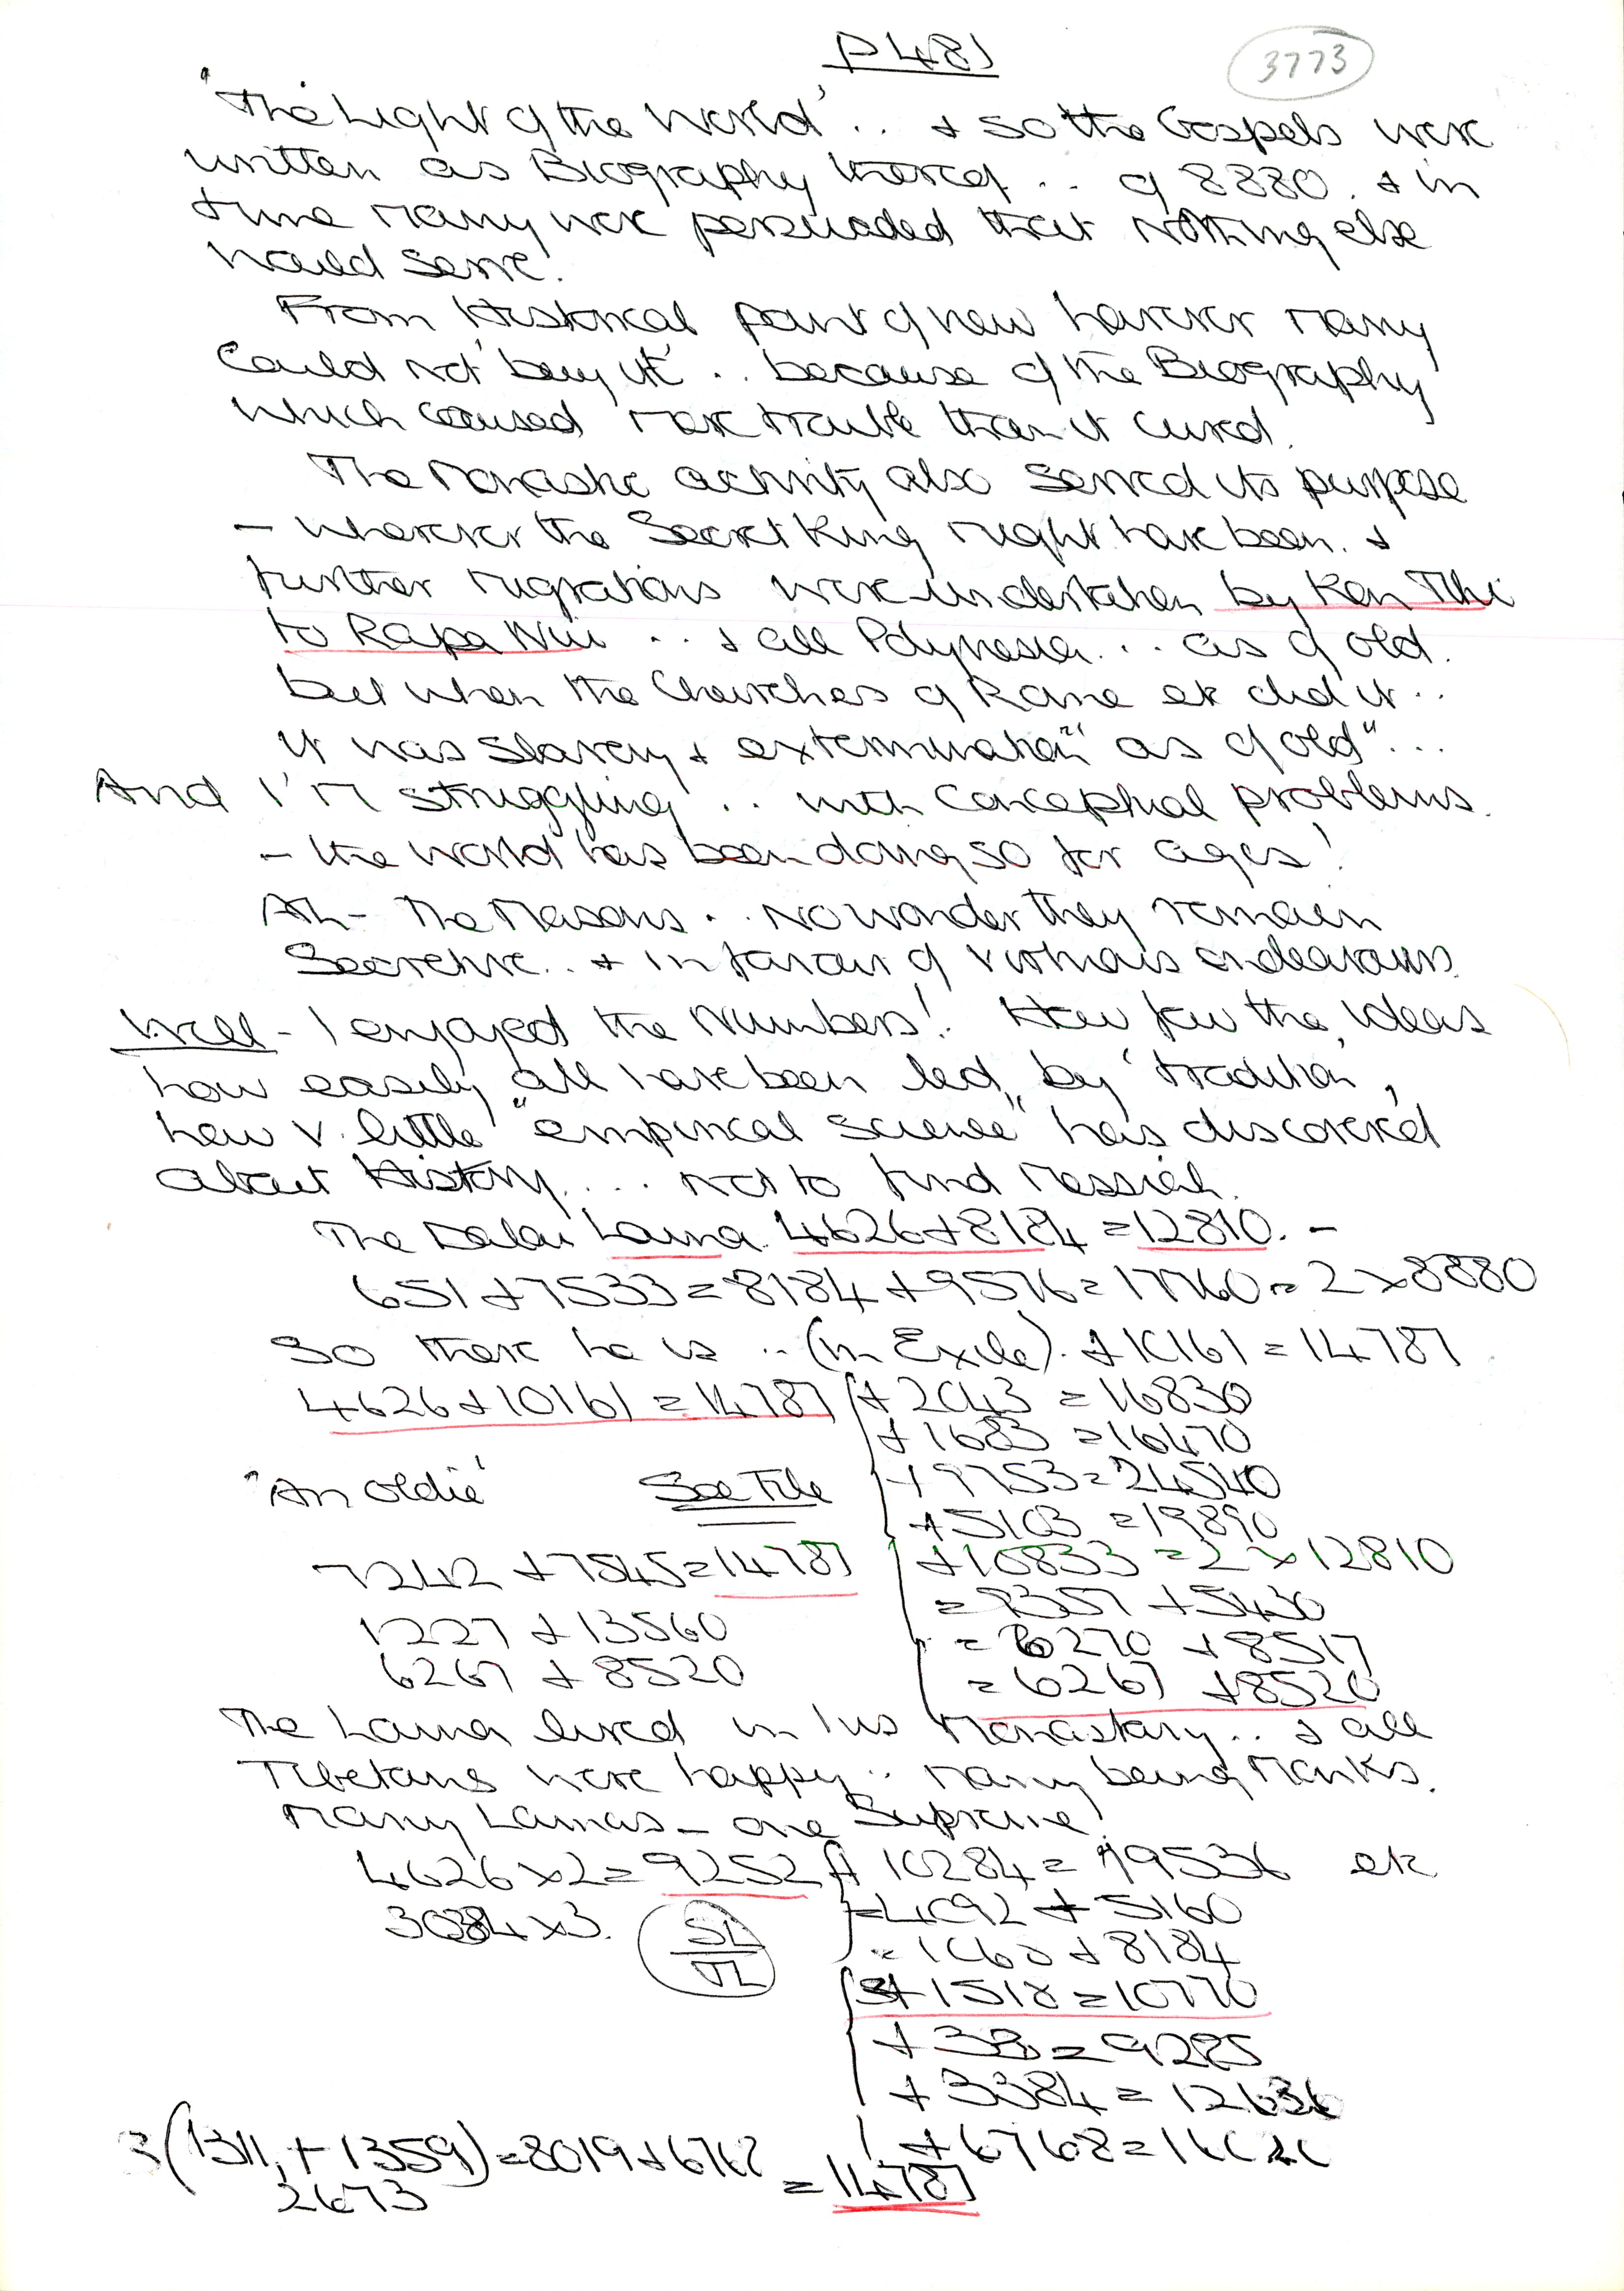 P481
3773
'The Light of the World' .. + so the Gospels were
written as Biography thereof .. of 8880. + in
time many were persuaded that nothing else
would serve!
From Historical point of view however many
could not 'buy it' .. because of the Biography
which caused more trouble than it cured.
The Monastic activity also served its purpose
- wherever the Secret King might have been. +
further migrations were undertaken by Kon Tiki
to Rapa Nui ... + all Polynesia... as of old.
but when the Churches of Rome etc did it ..
it was slavery + extermination "as of old" ...
And I'm struggling! .. with conceptual problems.
- the world has been doing so for ages!
Ah - The Masons .. No wonder they remain
Secretive .. + in favour of virtuous endeavours.
Well - I enjoyed the Numbers! How few the ideas
how easily all have been led, by 'tradition',
how v. little "empirical science" has discovered
about History .... not to find Messiah.
The Dalai Lama. 4626 + 8184 = 12810. -
651 + 7533 = 8184 + 9576 = 17760 = 2 x 8880
So there he is .. (in Exile). + 10161 = 14787
4626 + 10161 = 14787 + 2043 = 16830
+ 1683 = 16470
'An oldie' See File + 9753 = 24540
+ 5103 = 19890
7242 + 7545 = 14787 + 10833 = 2 x 12810
= 9357 + 5430
1227 + 13560 = 6270 + 8517
6267 + 8520 = 6267 + 8520
The Lama lived in his Monastary .. + all
Tibetans were happy .. many being Monks.
Many Lamas - one Supreme!
4626 x 2 = 9252 + 10284 = 19536 etc
= 4092 + 5160
3084 x 3. SL
JL = 1068 + 8184
+ 1518 = 10770
+ 33 = 9285
+ 3384 = 12636
3(1311, + 1359) = 8019 + 6768 + 6768 =
2673 = 14787